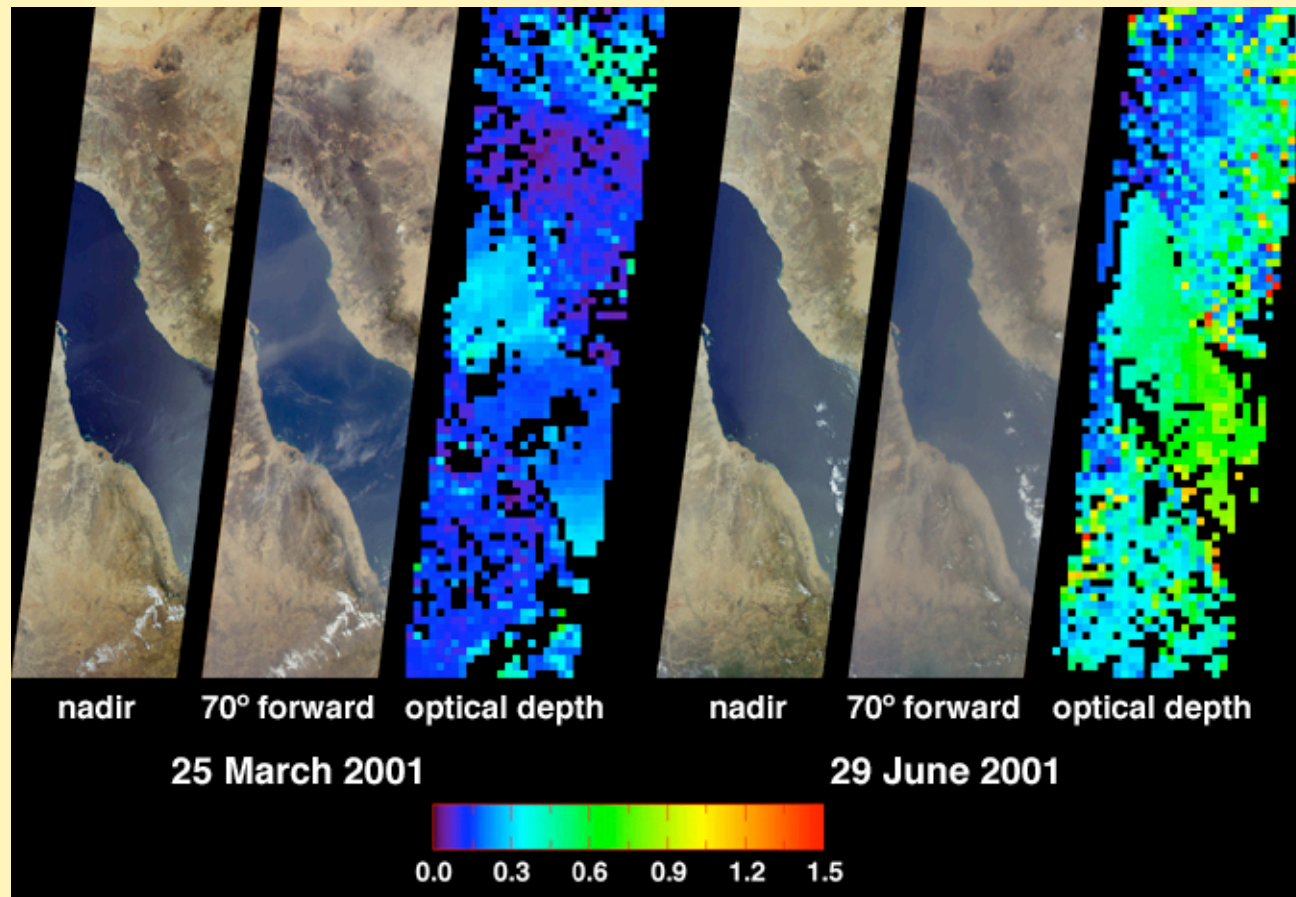 nadir 70° forward optical depth nadir 70° forward optical depth
25 March 2001 29 June 2001
0.0 0.3 0.6 0.9 1.2 1.5